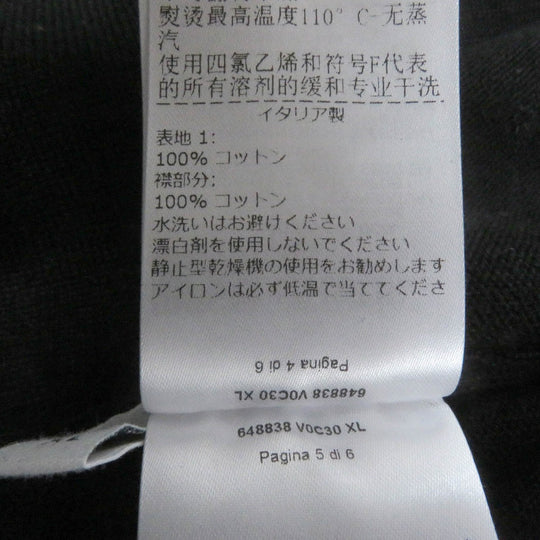 熨烫最高温度110° C-无蒸
汽
使用四氯乙烯和符号F代表
的所有溶剂的缓和专业干洗
イタリア製
表地 1:
100% コットン
襟部分:
100% コットン
水洗いはお避けください
漂白剤を使用しないでください
静止型乾燥機の使用をお勧めします
アイロンは必ず低温で当ててくださ
Pagina 4 di 6
648838 V0C30 XL
648838 V0C30 XL
Pagina 5 di 6